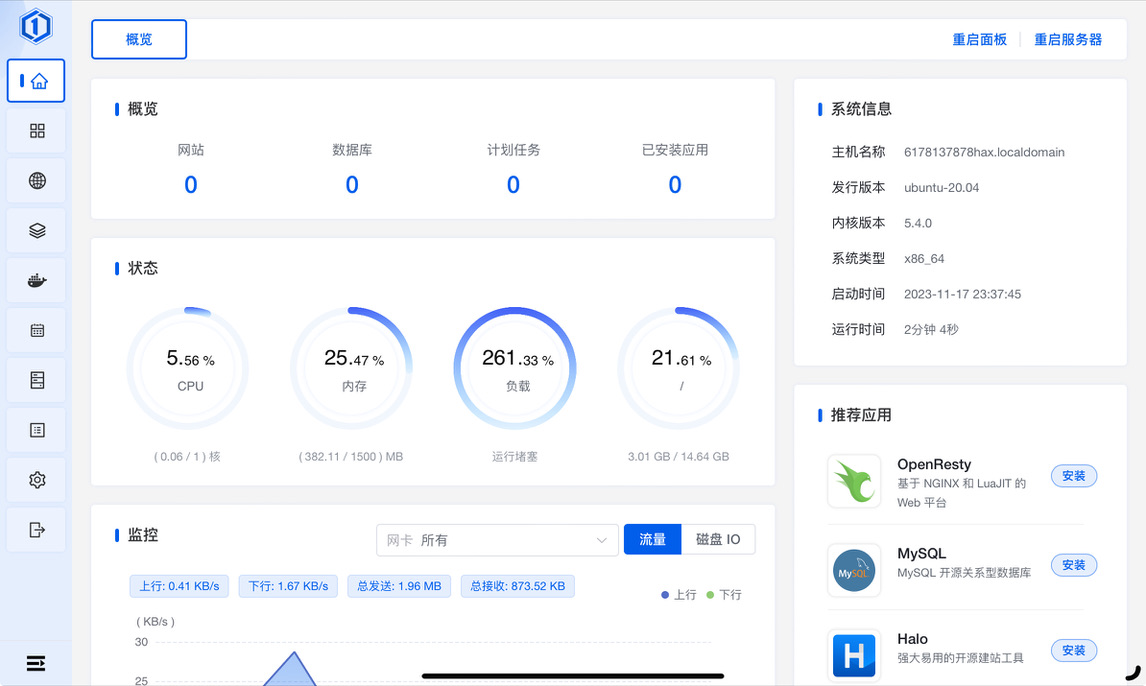 概览
重启面板
重启服务器
概览
网站
数据库
计划任务
已安装应用
0
0
0
0
状态
5.56 %
CPU
( 0.06 / 1 ) 核
25.47 %
内存
( 382.11 / 1500 ) MB
261.33 %
负载
运行堵塞
21.61 %
/
3.01 GB / 14.64 GB
监控
网卡 所有
流量
磁盘 IO
上行: 0.41 KB/s
下行: 1.67 KB/s
总发送: 1.96 MB
总接收: 873.52 KB
上行
下行
( KB/s )
30
25
系统信息
主机名称 6178137878hax.localdomain
发行版本 ubuntu-20.04
内核版本 5.4.0
系统类型 x86_64
启动时间 2023-11-17 23:37:45
运行时间 2分钟 4秒
推荐应用
OpenResty
基于 NGINX 和 LuaJIT 的
Web 平台
安装
MySQL
MySQL
MySQL 开源关系型数据库
安装
H
Halo
强大易用的开源建站工具
安装